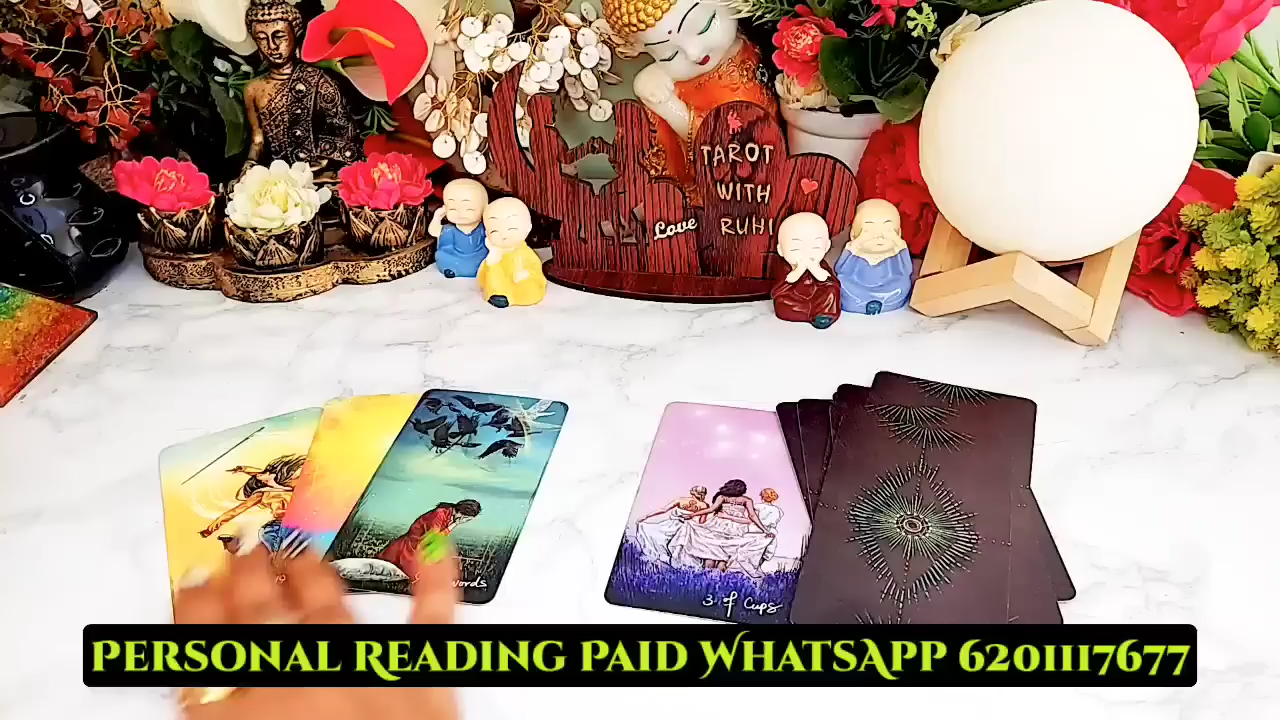 TAROT
WITH
RUHI
Love
3 of Cups
PERSONAL READING PAID WHATSAPP 6201117677